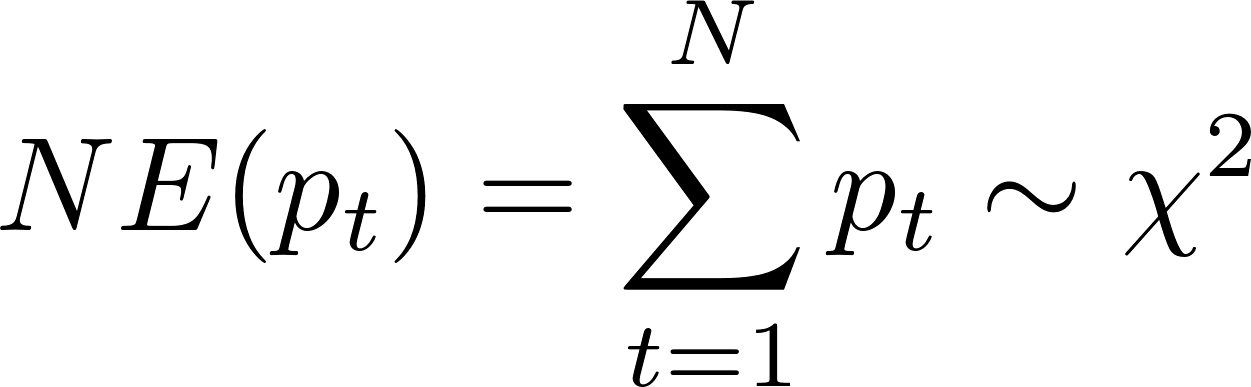 $NE(p_t) = \sum_{t=1}^{N} p_t \sim \chi^2$